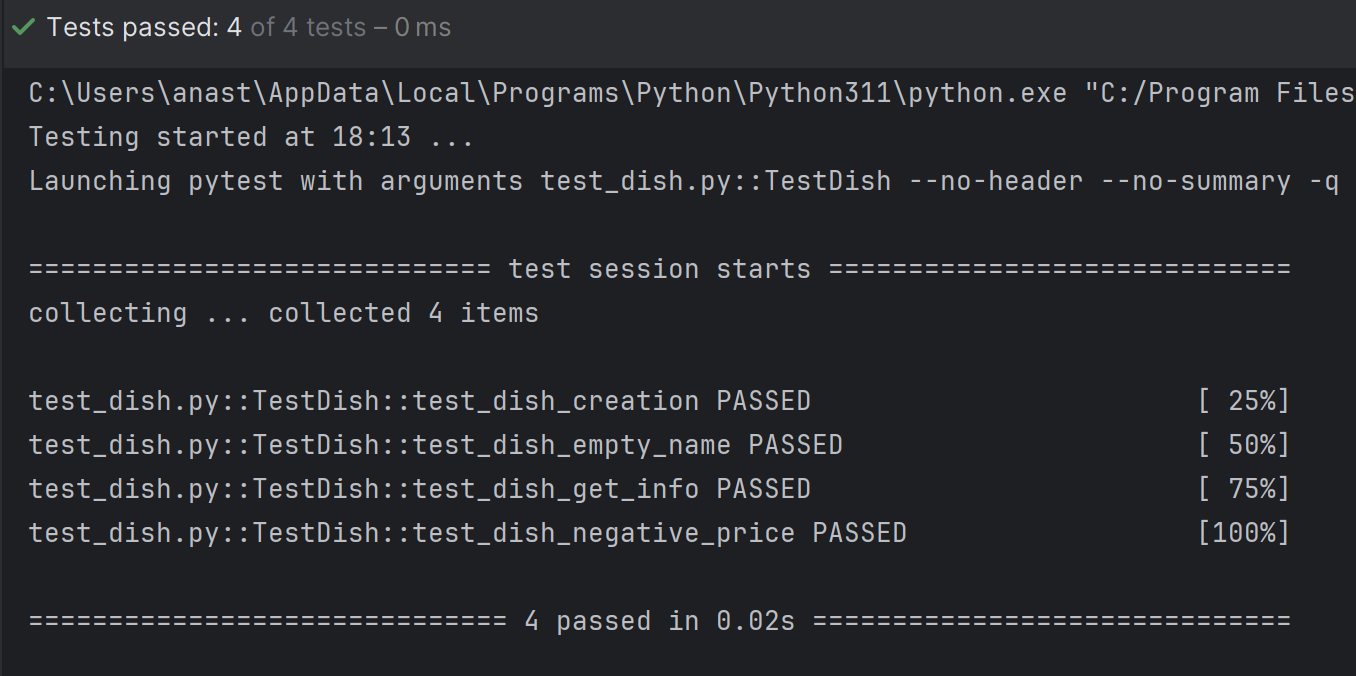 Tests passed: 4 of 4 tests – 0 ms
C:\Users\anast\AppData\Local\Programs\Python\Python311\python.exe "C:/Program Files
Testing started at 18:13 ...
Launching pytest with arguments test_dish.py::TestDish --no-header --no-summary -q
============================= test session starts =============================
collecting ... collected 4 items
test_dish.py::TestDish::test_dish_creation PASSED                        [ 25%]
test_dish.py::TestDish::test_dish_empty_name PASSED                      [ 50%]
test_dish.py::TestDish::test_dish_get_info PASSED                        [ 75%]
test_dish.py::TestDish::test_dish_negative_price PASSED                  [100%]
============================== 4 passed in 0.02s ==============================